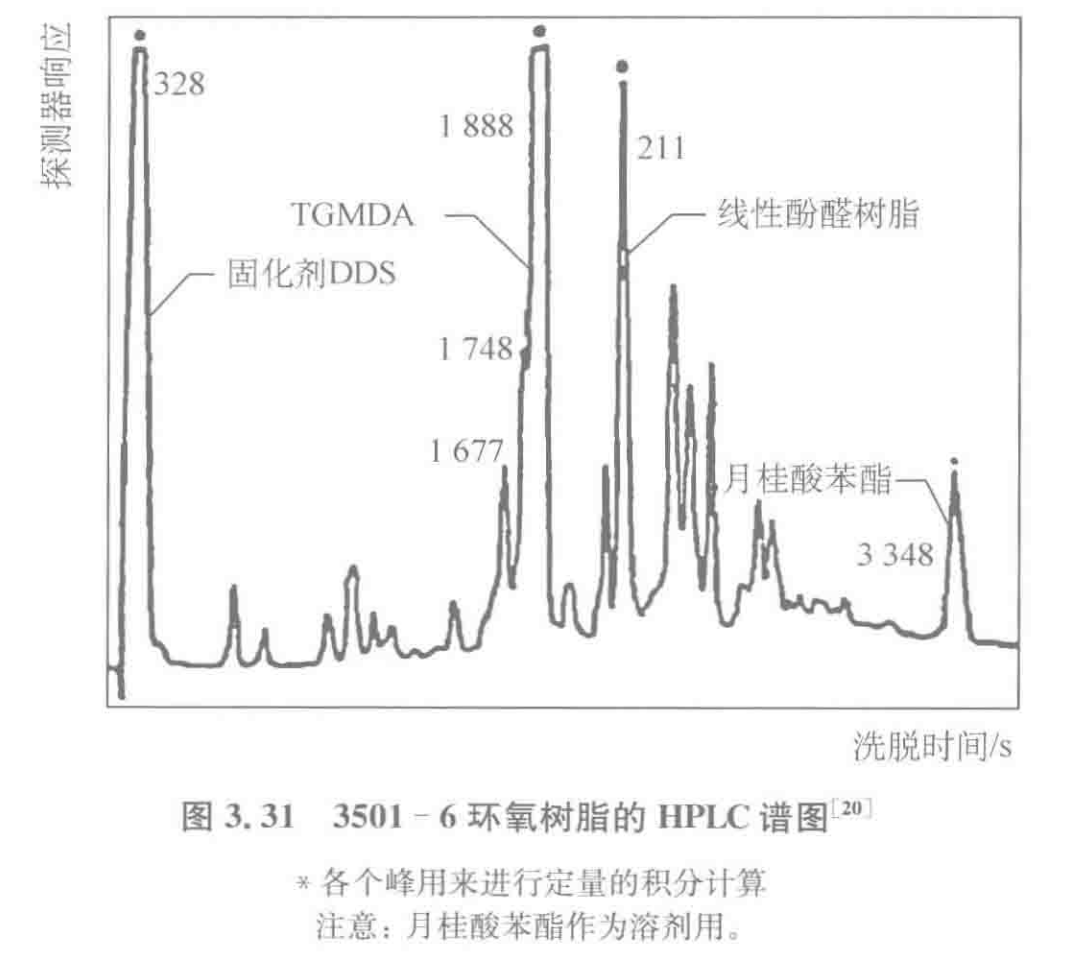 探测器响应
328
1 888
211
TGMDA
线性酚醛树脂
固化剂DDS
1 748
1 677
月桂酸苯酯
3 348
洗脱时间/s
图 3.31 3501-6 环氧树脂的 HPLC 谱图[20]
* 各个峰用来进行定量的积分计算
注意：月桂酸苯酯作为溶剂用。